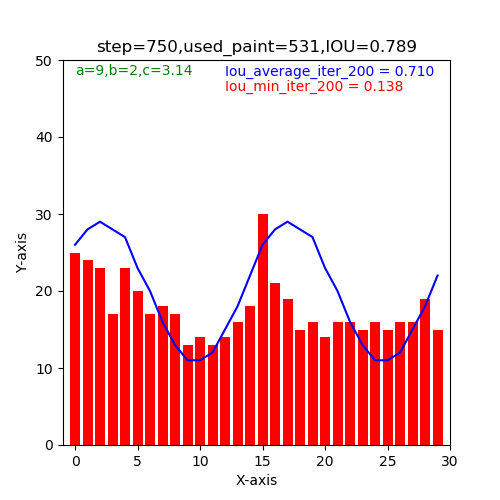 step=750,used_paint=531,IOU=0.789
a=9,b=2,c=3.14
Iou_average_iter_200 = 0.710
Iou_min_iter_200 = 0.138
50
40
30
20
10
0
Y-axis
0 5 10 15 20 25 30
X-axis